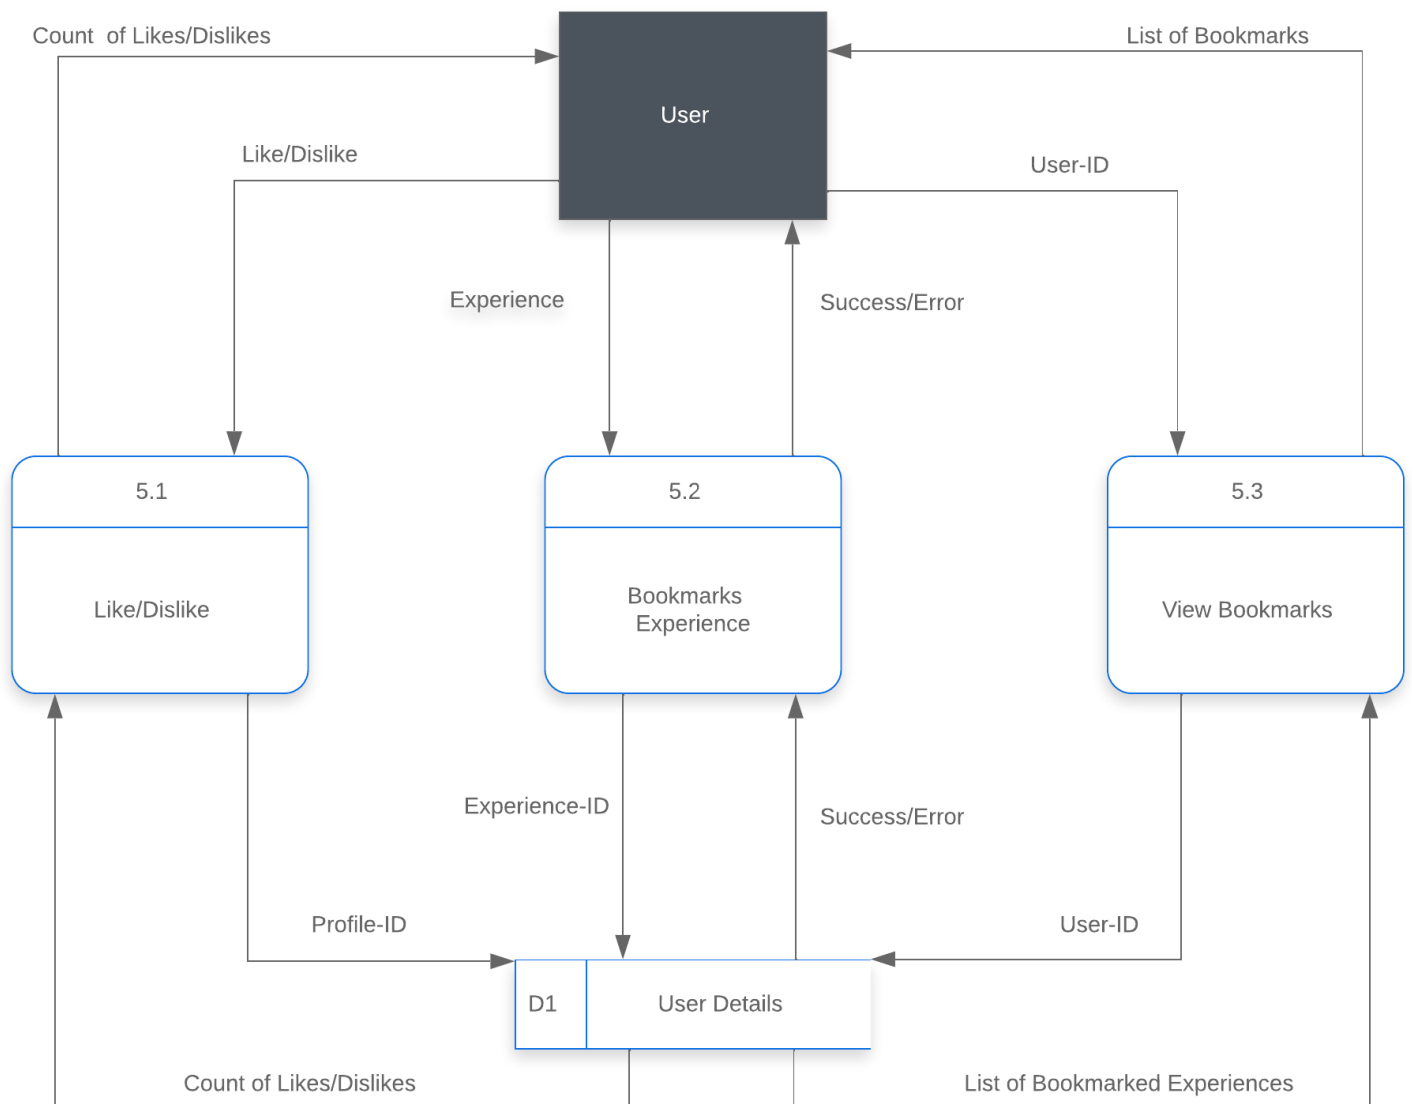 Count  of Likes/Dislikes
List of Bookmarks
User
Like/Dislike
User-ID
Experience
Success/Error
5.1
5.2
5.3
Like/Dislike
Bookmarks
Experience
View Bookmarks
Experience-ID
Success/Error
Profile-ID
User-ID
D1
User Details
Count of Likes/Dislikes
List of Bookmarked Experiences